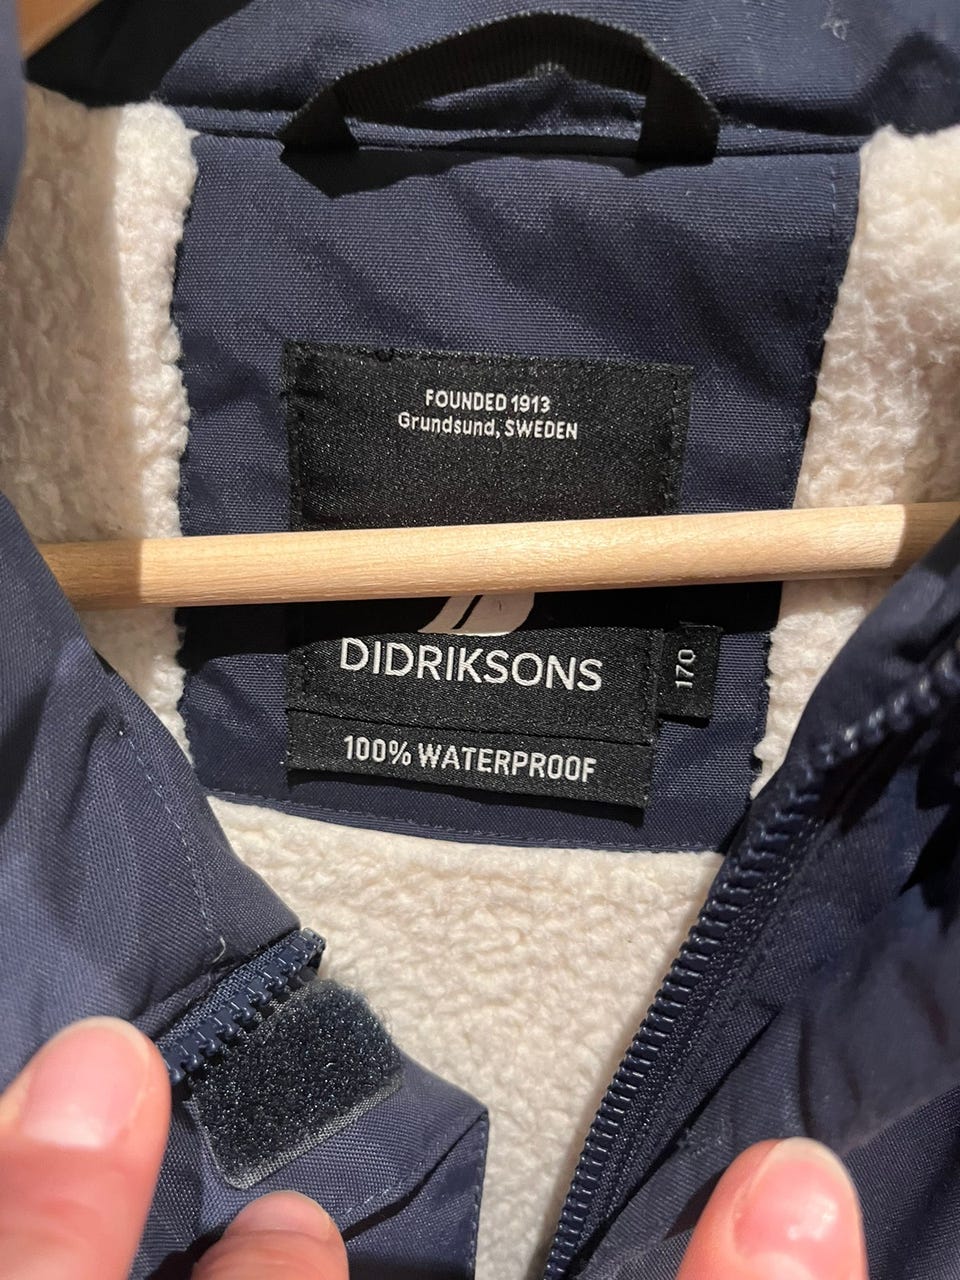 FOUNDED 1913
Grundsund, SWEDEN
DIDRIKSONS
170
100% WATERPROOF